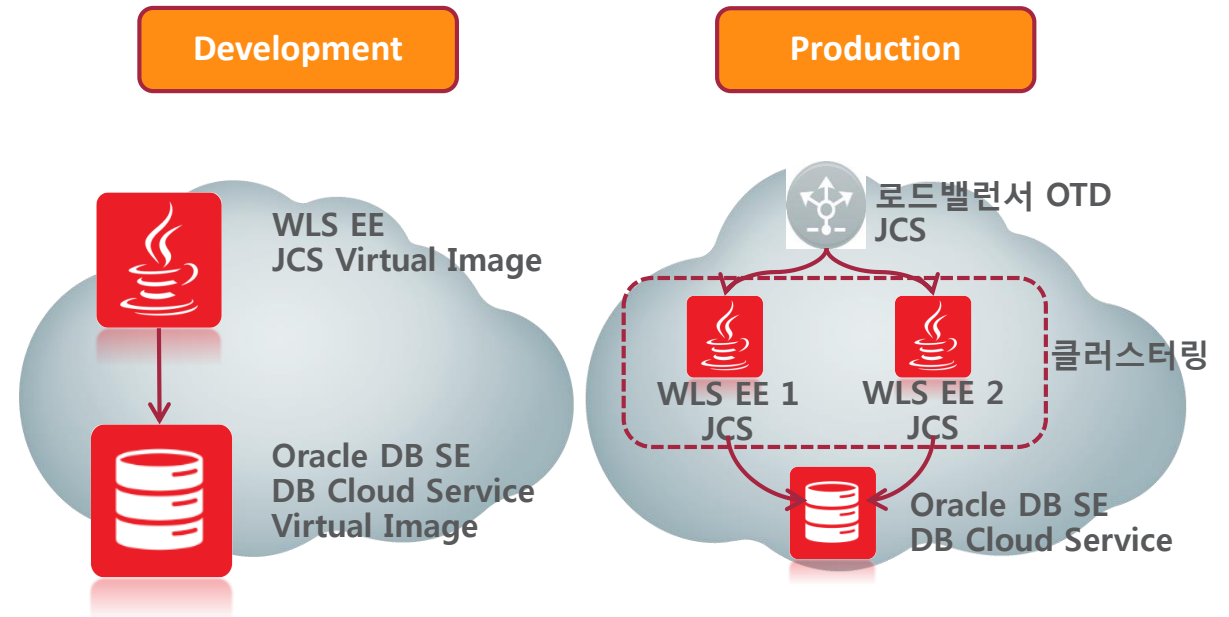 Development
WLS EE
JCS Virtual Image
Oracle DB SE
DB Cloud Service
Virtual Image
Production
로드밸런서 OTD
JCS
클러스터링
WLS EE 1
JCS
WLS EE 2
JCS
Oracle DB SE
DB Cloud Service